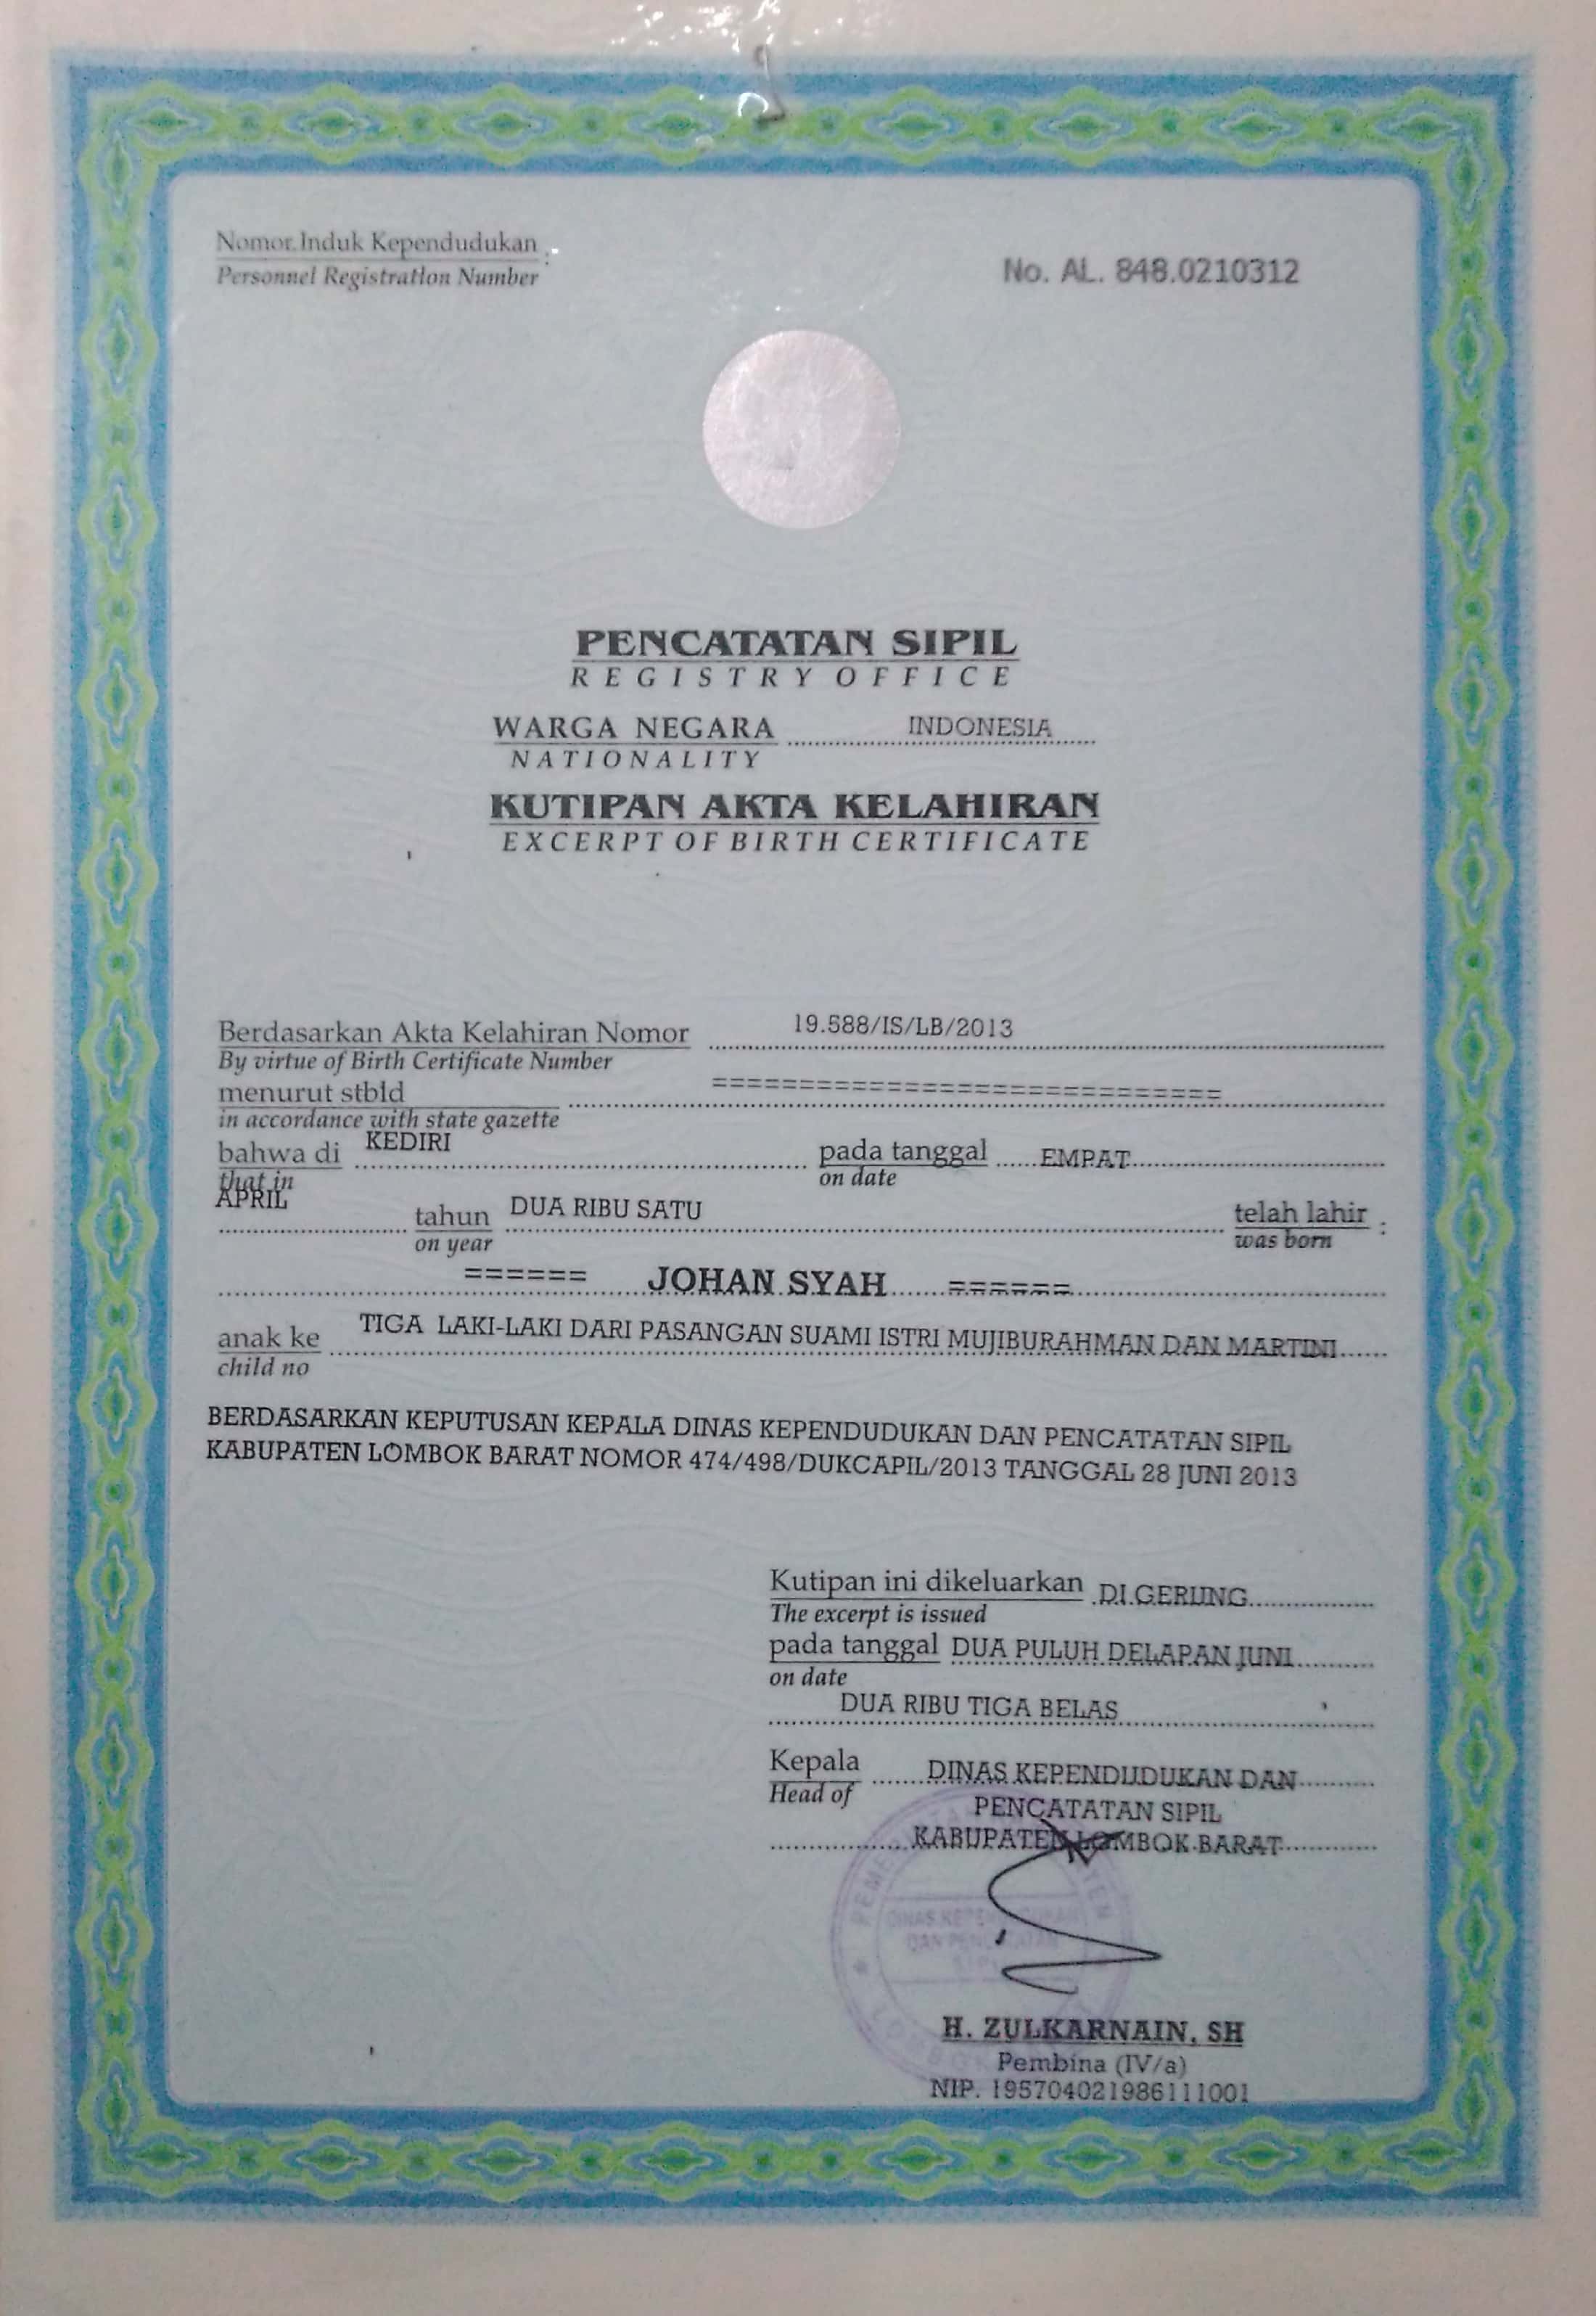 Nomor Induk Kependudukan :
Personnel Registration Number
No. AL. 848.0210312
PENCATATAN SIPIL
REGISTRY OFFICE
WARGA NEGARA INDONESIA
NATIONALITY
KUTIPAN AKTA KELAHIRAN
EXCERPT OF BIRTH CERTIFICATE
Berdasarkan Akta Kelahiran Nomor 19.588/IS/LB/2013
By virtue of Birth Certificate Number
menurut stbld =============================
in accordance with state gazette
bahwa di KEDIRI pada tanggal EMPAT
that in on date
APRIL tahun DUA RIBU SATU telah lahir :
on year was born
====== JOHAN SYAH ======
anak ke TIGA LAKI-LAKI DARI PASANGAN SUAMI ISTRI MUJIBURAHMAN DAN MARTINI
child no
BERDASARKAN KEPUTUSAN KEPALA DINAS KEPENDUDUKAN DAN PENCATATAN SIPIL
KABUPATEN LOMBOK BARAT NOMOR 474/498/DUKCAPIL/2013 TANGGAL 28 JUNI 2013
Kutipan ini dikeluarkan DI GERUNG
The excerpt is issued
pada tanggal DUA PULUH DELAPAN JUNI
on date
DUA RIBU TIGA BELAS
Kepala DINAS KEPENDUDUKAN DAN
Head of
PENCATATAN SIPIL
KABUPATEN LOMBOK BARAT
H. ZULKARNAIN, SH
Pembina (IV/a)
NIP. 195704021986111001